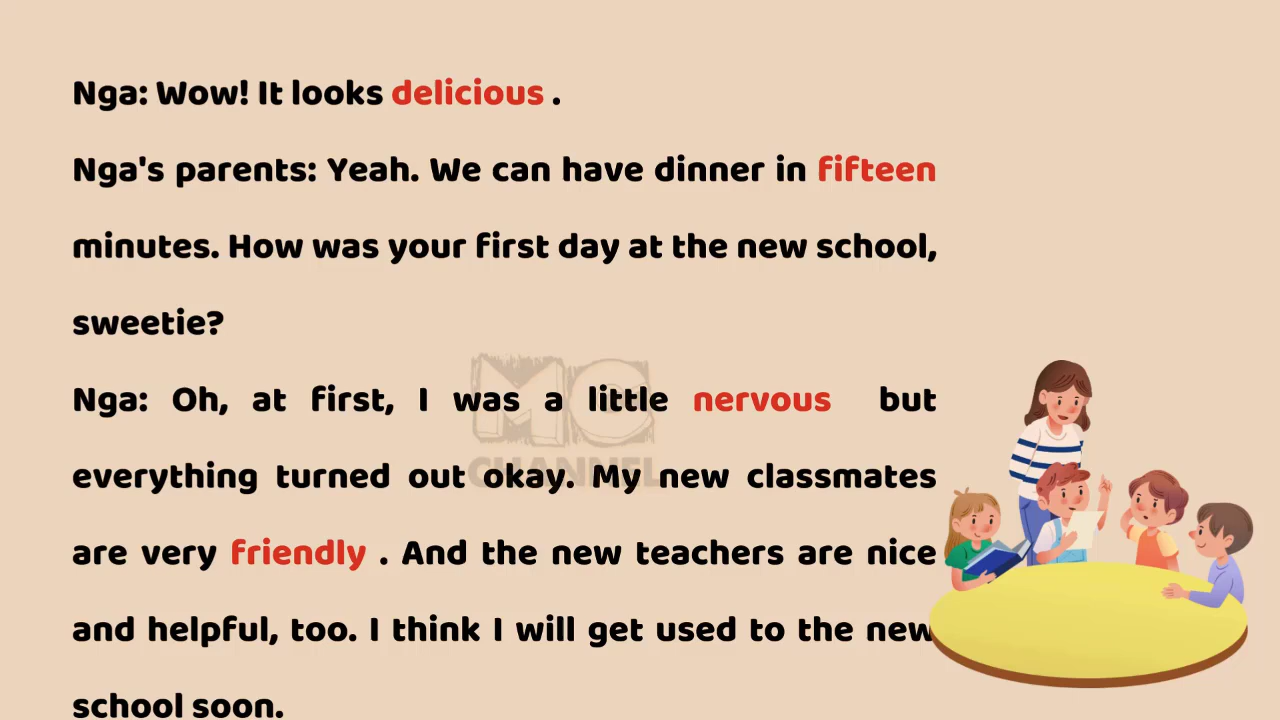 Nga: Wow! It looks delicious .
Nga's parents: Yeah. We can have dinner in fifteen
minutes. How was your first day at the new school,
sweetie?
Nga: Oh, at first, I was a little nervous but
everything turned out okay. My new classmates
are very friendly . And the new teachers are nice
and helpful, too. I think I will get used to the new
school soon.
MC
CHANNEL